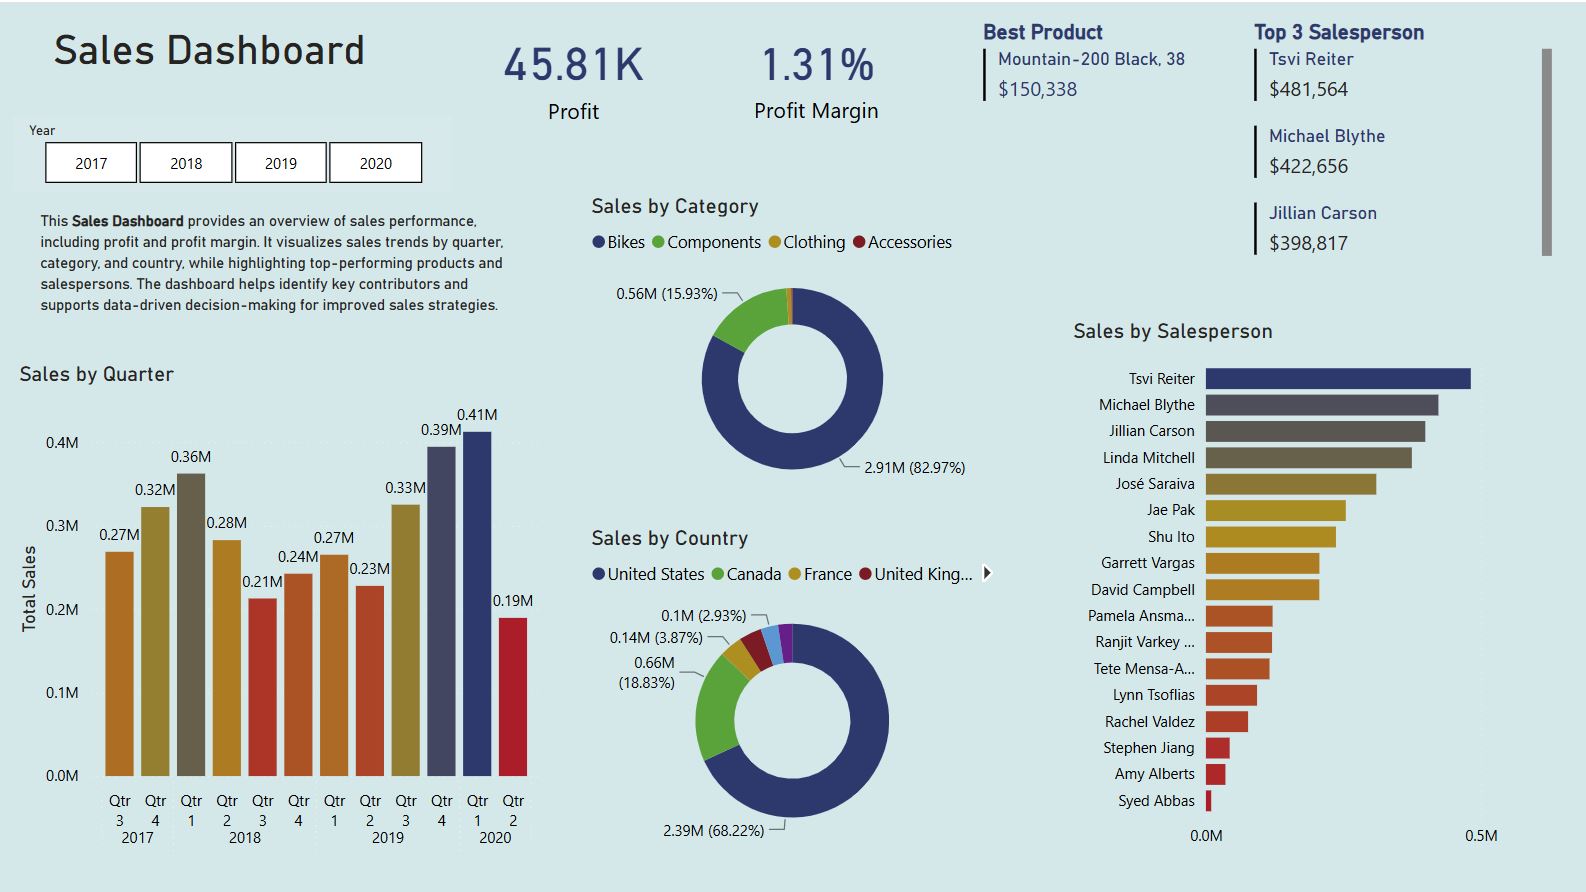 Sales Dashboard
45.81K
Profit
1.31%
Profit Margin
Best Product
Mountain-200 Black, 38
$150,338
Top 3 Salesperson
Tsvi Reiter
$481,564
Michael Blythe
$422,656
Jillian Carson
$398,817
Year
2017
2018
2019
2020
This Sales Dashboard provides an overview of sales performance,
including profit and profit margin. It visualizes sales trends by quarter,
category, and country, while highlighting top-performing products and
salespersons. The dashboard helps identify key contributors and
supports data-driven decision-making for improved sales strategies.
Sales by Quarter
Total Sales
0.4M
0.3M
0.2M
0.1M
0.0M
0.27M
0.32M
0.36M
0.28M
0.21M
0.24M
0.27M
0.23M
0.33M
0.39M
0.41M
0.19M
Qtr Qtr Qtr Qtr Qtr Qtr Qtr Qtr Qtr Qtr Qtr Qtr
3 4 1 2 3 4 1 2 3 4 1 2
2017 2018 2019 2020
Sales by Category
Bikes Components Clothing Accessories
0.56M (15.93%)
2.91M (82.97%)
Sales by Country
United States Canada France United King...
0.1M (2.93%)
0.14M (3.87%)
0.66M
(18.83%)
2.39M (68.22%)
Sales by Salesperson
Tsvi Reiter
Michael Blythe
Jillian Carson
Linda Mitchell
José Saraiva
Jae Pak
Shu Ito
Garrett Vargas
David Campbell
Pamela Ansma...
Ranjit Varkey ...
Tete Mensa-A...
Lynn Tsoflias
Rachel Valdez
Stephen Jiang
Amy Alberts
Syed Abbas
0.0M 0.5M